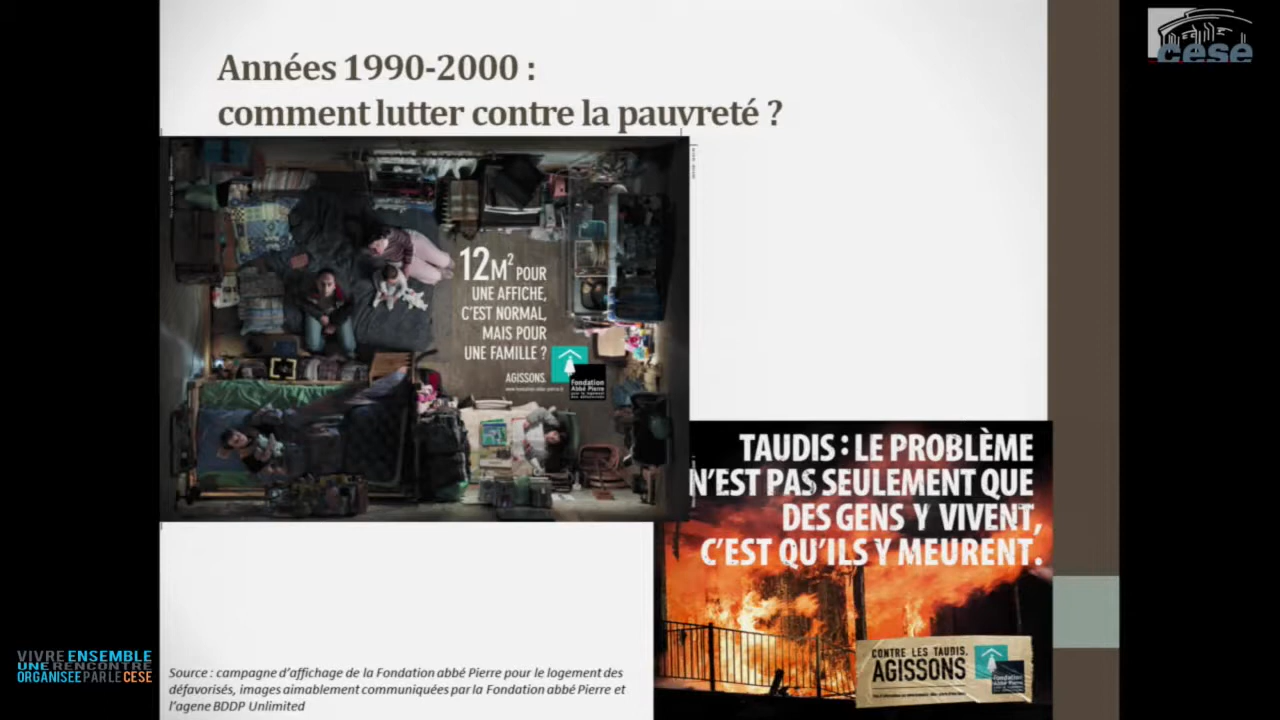 cese
Années 1990-2000 :
comment lutter contre la pauvreté ?
12M² POUR
UNE AFFICHE,
C'EST NORMAL,
MAIS POUR
UNE FAMILLE ?
AGISSONS.
Fondation
Abbé Pierre
TAUDIS : LE PROBLÈME
N'EST PAS SEULEMENT QUE
DES GENS Y VIVENT,
C'EST QU'ILS Y MEURENT.
CONTRE LES TAUDIS,
AGISSONS
Fondation
Abbé Pierre
VIVRE ENSEMBLE
UNE RENCONTRE
ORGANISEE PAR LE CESE
Source : campagne d'affichage de la Fondation abbé Pierre pour le logement des
défavorisés, images aimablement communiquées par la Fondation abbé Pierre et
l'agene BDDP Unlimited